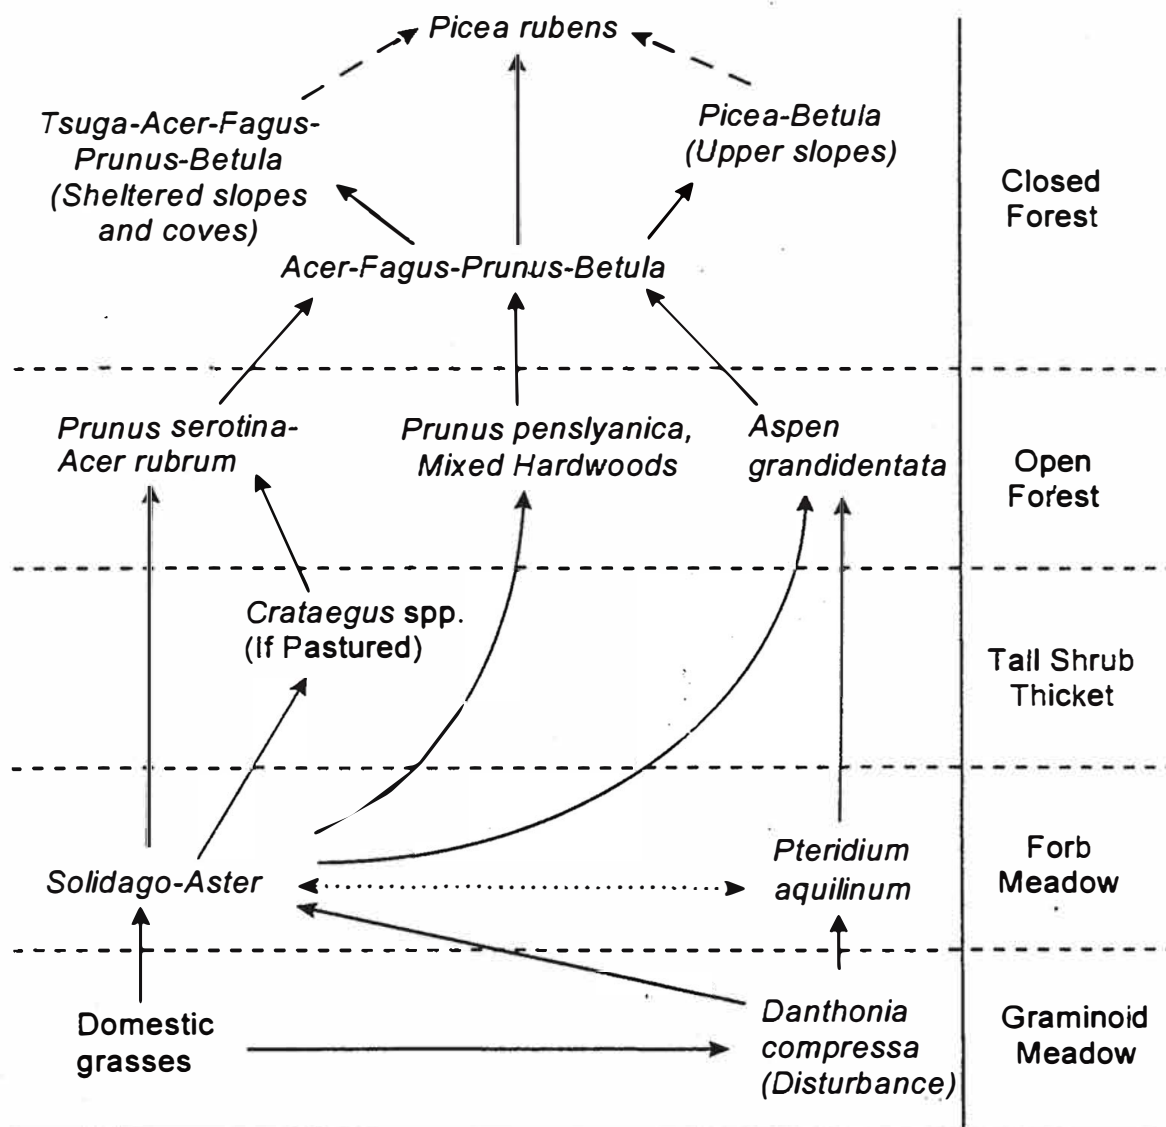 Picea rubens
Tsuga-Acer-Fagus-
Prunus-Betula
(Sheltered slopes
and coves)
Picea-Betula
(Upper slopes)
Closed
Forest
Acer-Fagus-Prunus-Betula
Prunus serotina-
Acer rubrum
Prunus penslyanica,
Mixed Hardwoods
Aspen
grandidentata
Open
Forest
Crataegus spp.
(If Pastured)
Tall Shrub
Thicket
Solidago-Aster
Pteridium
aquilinum
Forb
Meadow
Domestic
grasses
Danthonia
compressa
(Disturbance)
Graminoid
Meadow